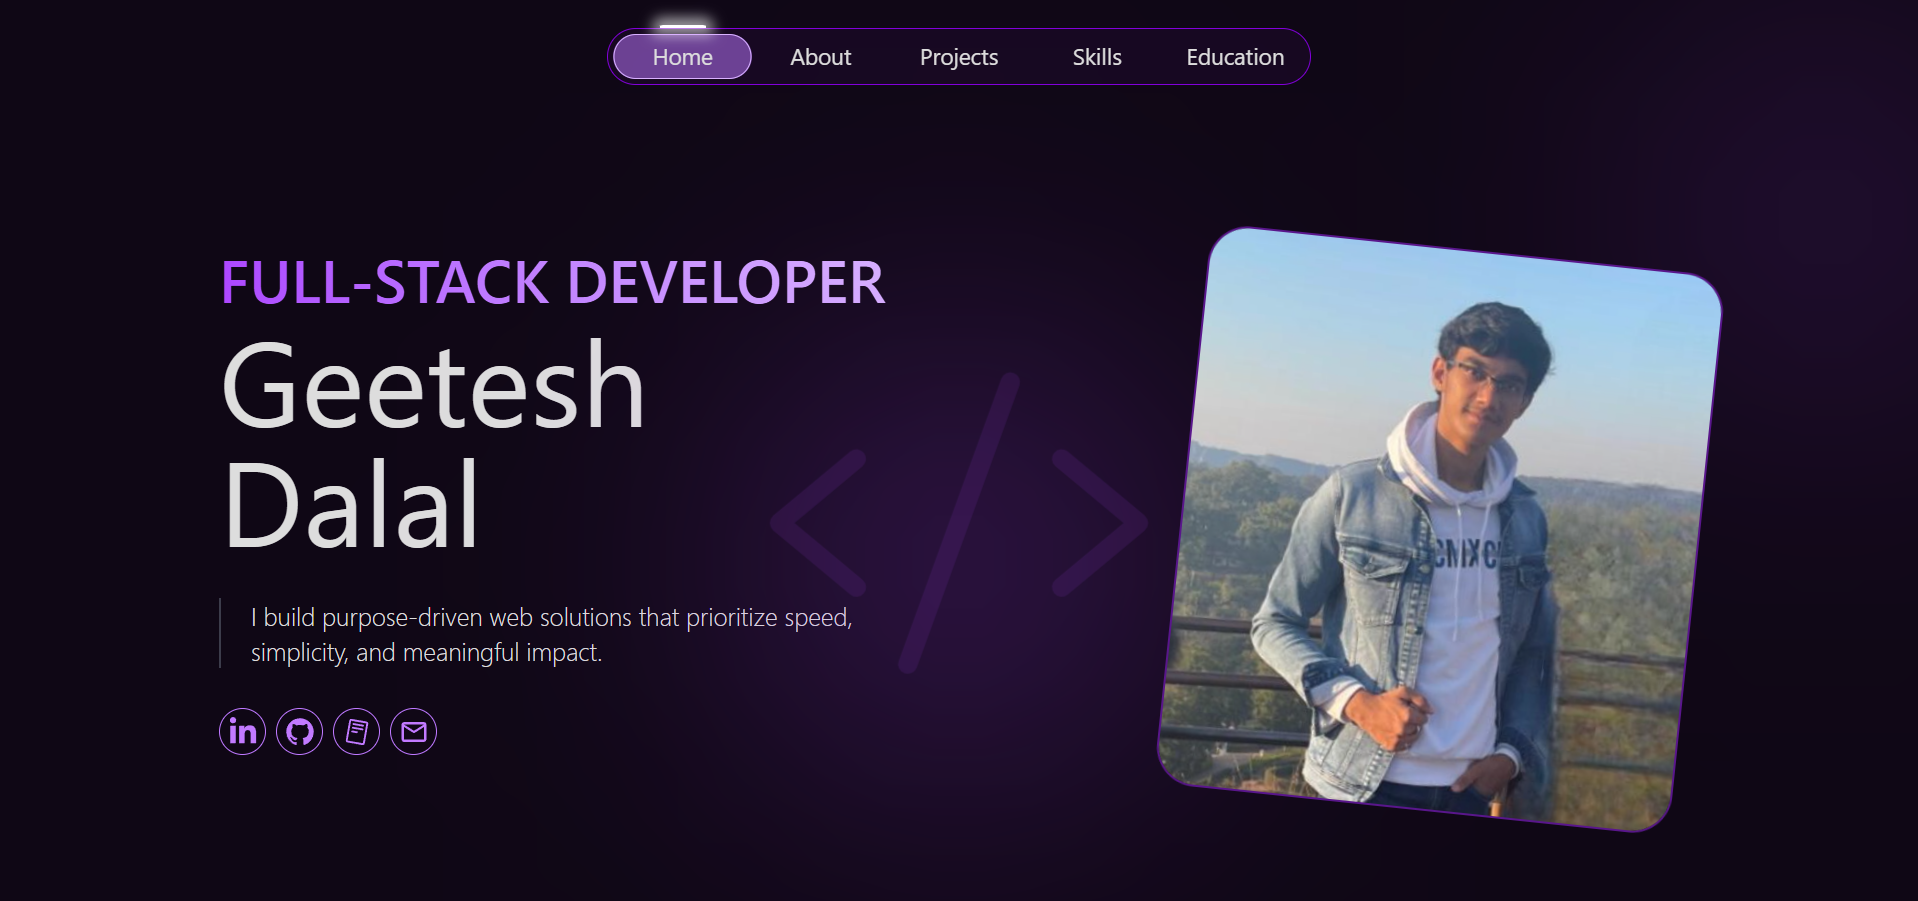 Home About Projects Skills Education
FULL-STACK DEVELOPER
Geetesh
Dalal
</>
I build purpose-driven web solutions that prioritize speed,
simplicity, and meaningful impact.
in